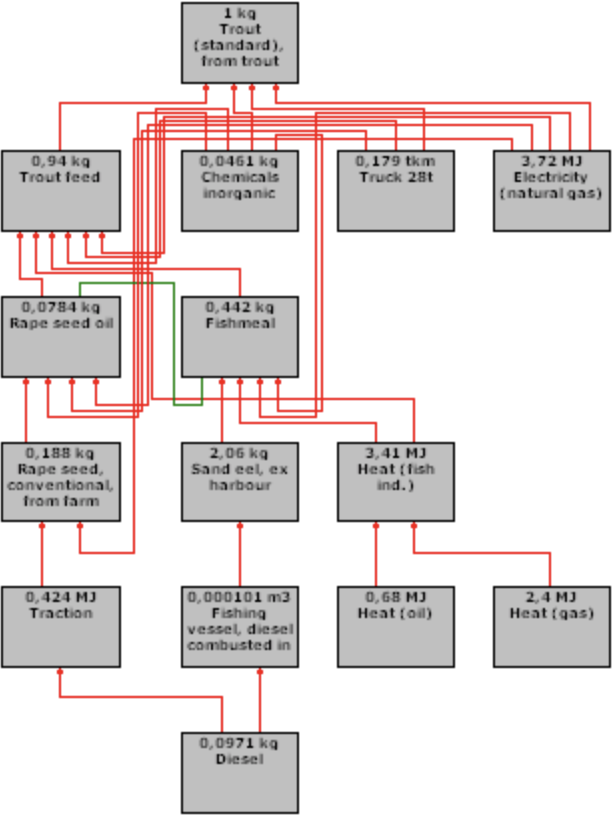 1 kg
Trout
(standard),
from trout
0,94 kg
Trout feed
0,0461 kg
Chemicals
inorganic
0,179 tkm
Truck 28t
3,72 MJ
Electricity
(natural gas)
0,0784 kg
Rape seed oil
0,442 kg
Fishmeal
0,188 kg
Rape seed,
conventional,
from farm
2,06 kg
Sand eel, ex
harbour
3,41 MJ
Heat (fish
ind.)
0,424 MJ
Traction
0,000101 m3
Fishing
vessel, diesel
combusted in
0,68 MJ
Heat (oil)
2,4 MJ
Heat (gas)
0,0971 kg
Diesel